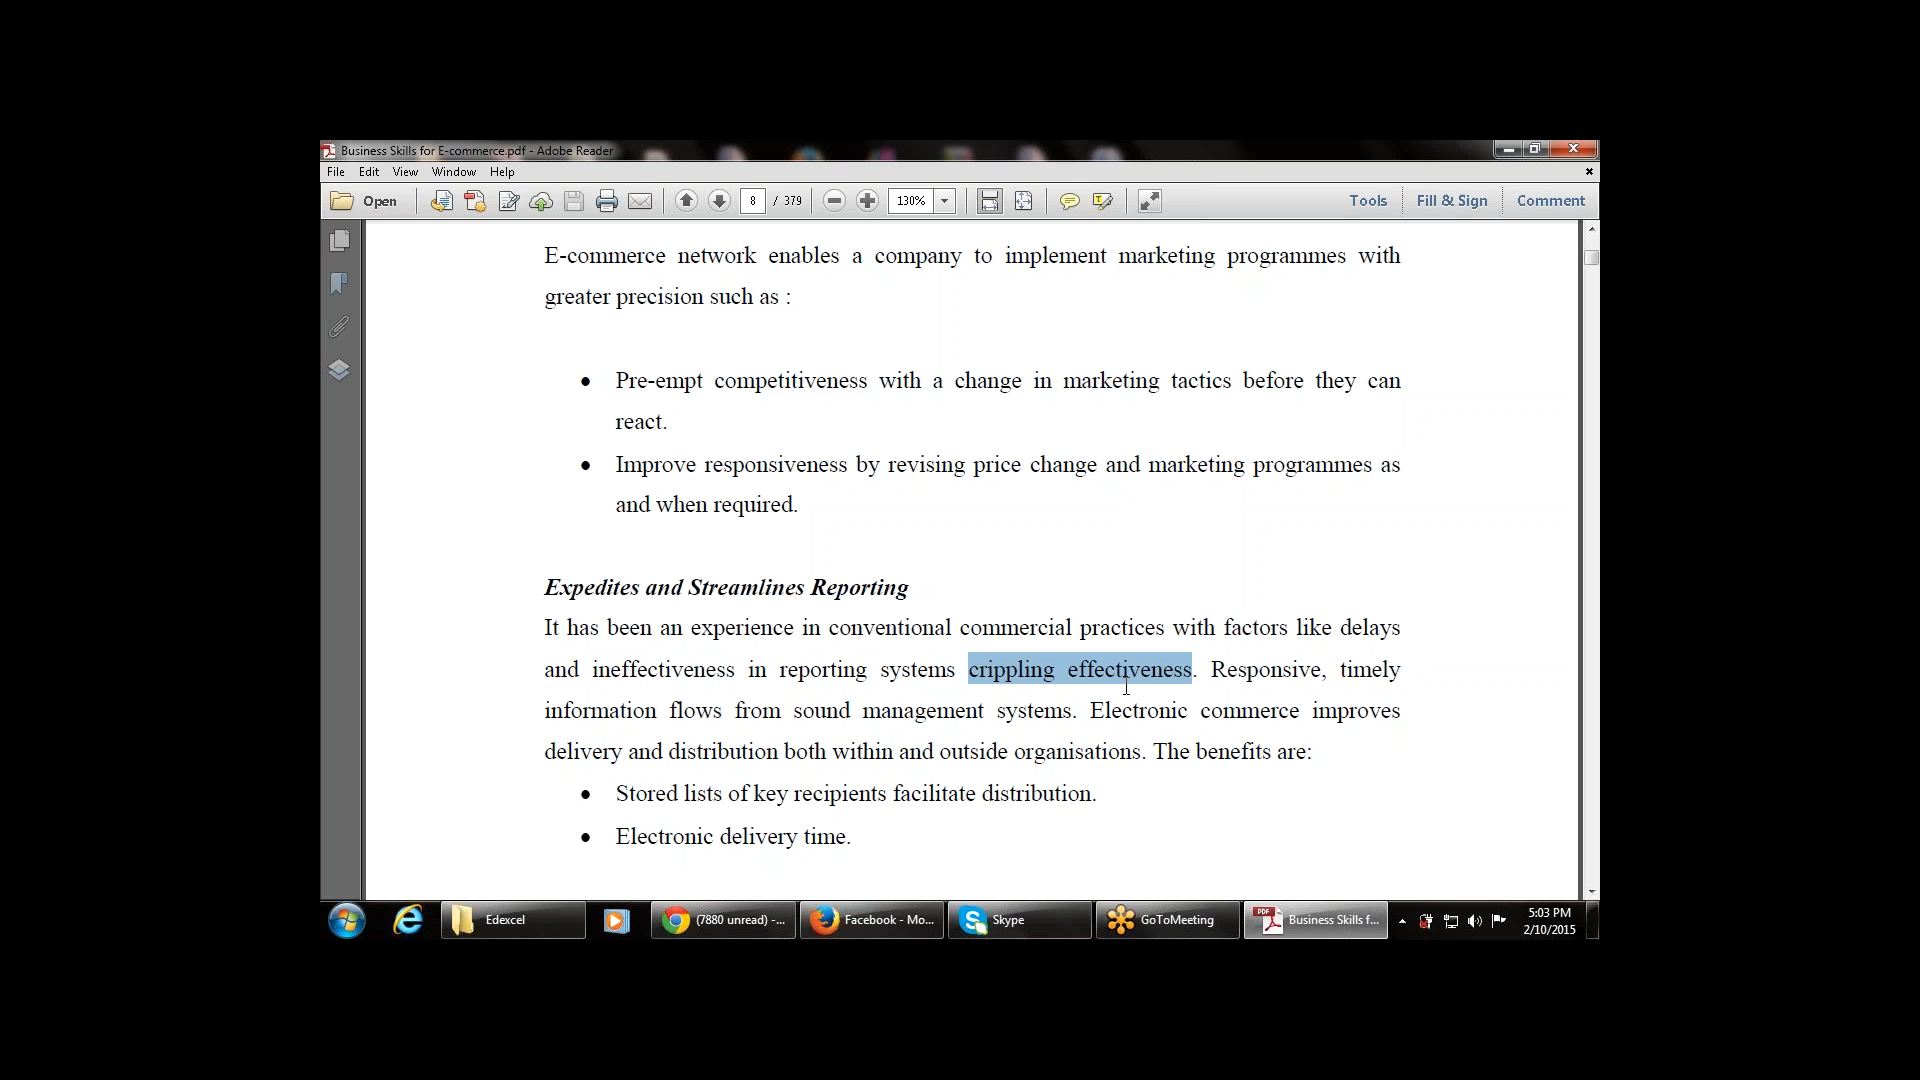 Business Skills for E-commerce.pdf - Adobe Reader
File Edit View Window Help
Open 8 / 379 130% Tools Fill & Sign Comment
E-commerce network enables a company to implement marketing programmes with
greater precision such as :
• Pre-empt competitiveness with a change in marketing tactics before they can
react.
• Improve responsiveness by revising price change and marketing programmes as
and when required.
Expedites and Streamlines Reporting
It has been an experience in conventional commercial practices with factors like delays
and ineffectiveness in reporting systems crippling effectiveness. Responsive, timely
information flows from sound management systems. Electronic commerce improves
delivery and distribution both within and outside organisations. The benefits are:
• Stored lists of key recipients facilitate distribution.
• Electronic delivery time.
Edexcel (7880 unread) -... Facebook - Mo... Skype GoToMeeting Business Skills f... 5:03 PM
2/10/2015